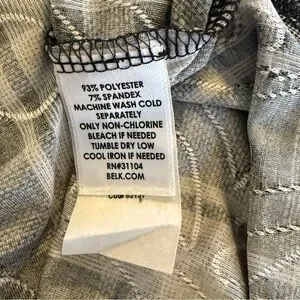 93% POLYESTER
7% SPANDEX
MACHINE WASH COLD
SEPARATELY
ONLY NON-CHLORINE
BLEACH IF NEEDED
TUMBLE DRY LOW
COOL IRON IF NEEDED
RN#31104
BELK.COM